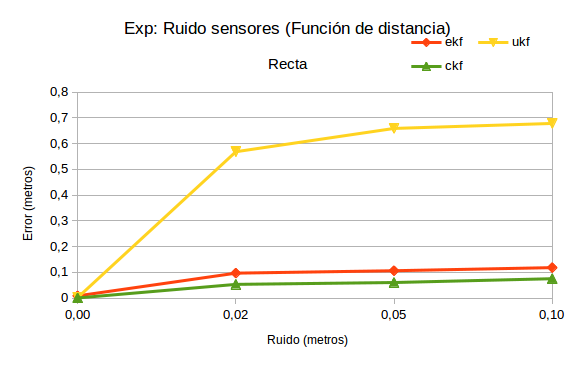 Exp: Ruido sensores (Función de distancia)
Recta
ekf
ukf
ckf
Error (metros)
0,8
0,7
0,6
0,5
0,4
0,3
0,2
0,1
0
0,00
0,02
0,05
0,10
Ruido (metros)